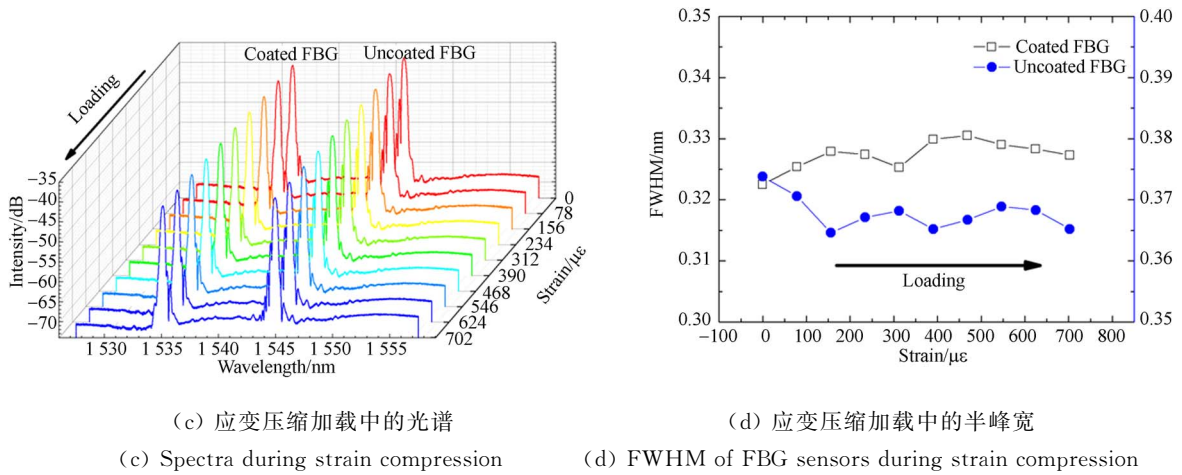 Coated FBG
Uncoated FBG
Loading
Intensity/dB
−35
−40
−45
−50
−55
−60
−65
−70
1 530
1 535
1 540
1 545
1 550
1 555
Wavelength/nm
0
78
156
234
312
390
468
546
624
702
Strain/με
(c) 应变压缩加载中的光谱
(c) Spectra during strain compression
FWHM/nm
0.35
0.34
0.33
0.32
0.31
0.30
Coated FBG
Uncoated FBG
0.40
0.39
0.38
0.37
0.36
0.35
Loading
−100 0 100 200 300 400 500 600 700 800
Strain/με
(d) 应变压缩加载中的半峰宽
(d) FWHM of FBG sensors during strain compression